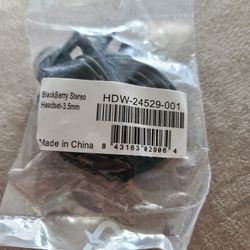 BlackBerry Stereo
Headset-3.5mm
HDW-24529-001
Made in China
8 43163 02906 4